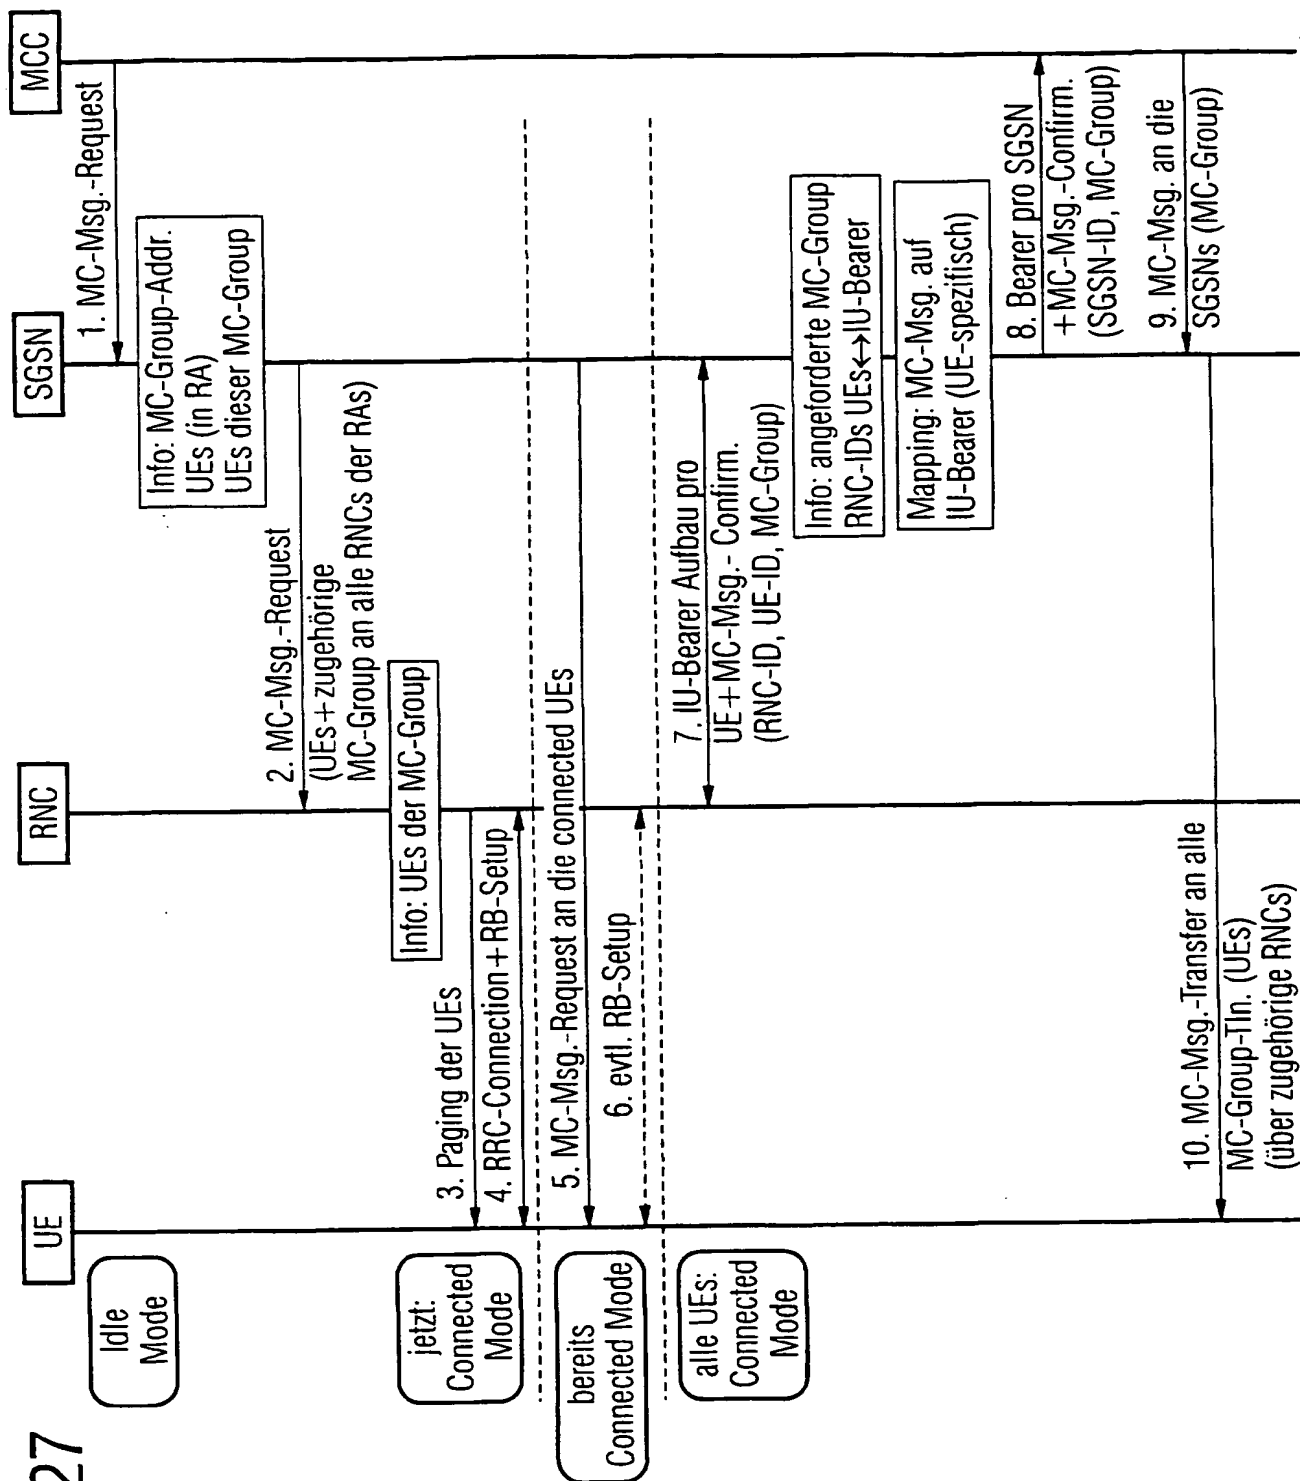 27
UE
RNC
SGSN
MCC
Idle
Mode
1. MC-Msg.-Request
Info: MC-Group-Addr.
UEs (in RA)
UEs dieser MC-Group
2. MC-Msg.-Request
(UEs+zugehörige
MC-Group an alle RNCs der RAs)
Info: UEs der MC-Group
jetzt:
Connected
Mode
3. Paging der UEs
4. RRC-Connection+RB-Setup
bereits
Connected Mode
5. MC-Msg.-Request an die connected UEs
6. evtl. RB-Setup
alle UEs:
Connected
Mode
7. IU-Bearer Aufbau pro
UE+MC-Msg.- Confirm.
(RNC-ID, UE-ID, MC-Group)
Info: angeforderte MC-Group
RNC-IDs UEs↔IU-Bearer
Mapping: MC-Msg. auf
IU-Bearer (UE-spezifisch)
8. Bearer pro SGSN
+MC-Msg.-Confirm.
(SGSN-ID, MC-Group)
9. MC-Msg. an die
SGSNs (MC-Group)
10. MC-Msg.-Transfer an alle
MC-Group-Tln. (UEs)
(über zugehörige RNCs)